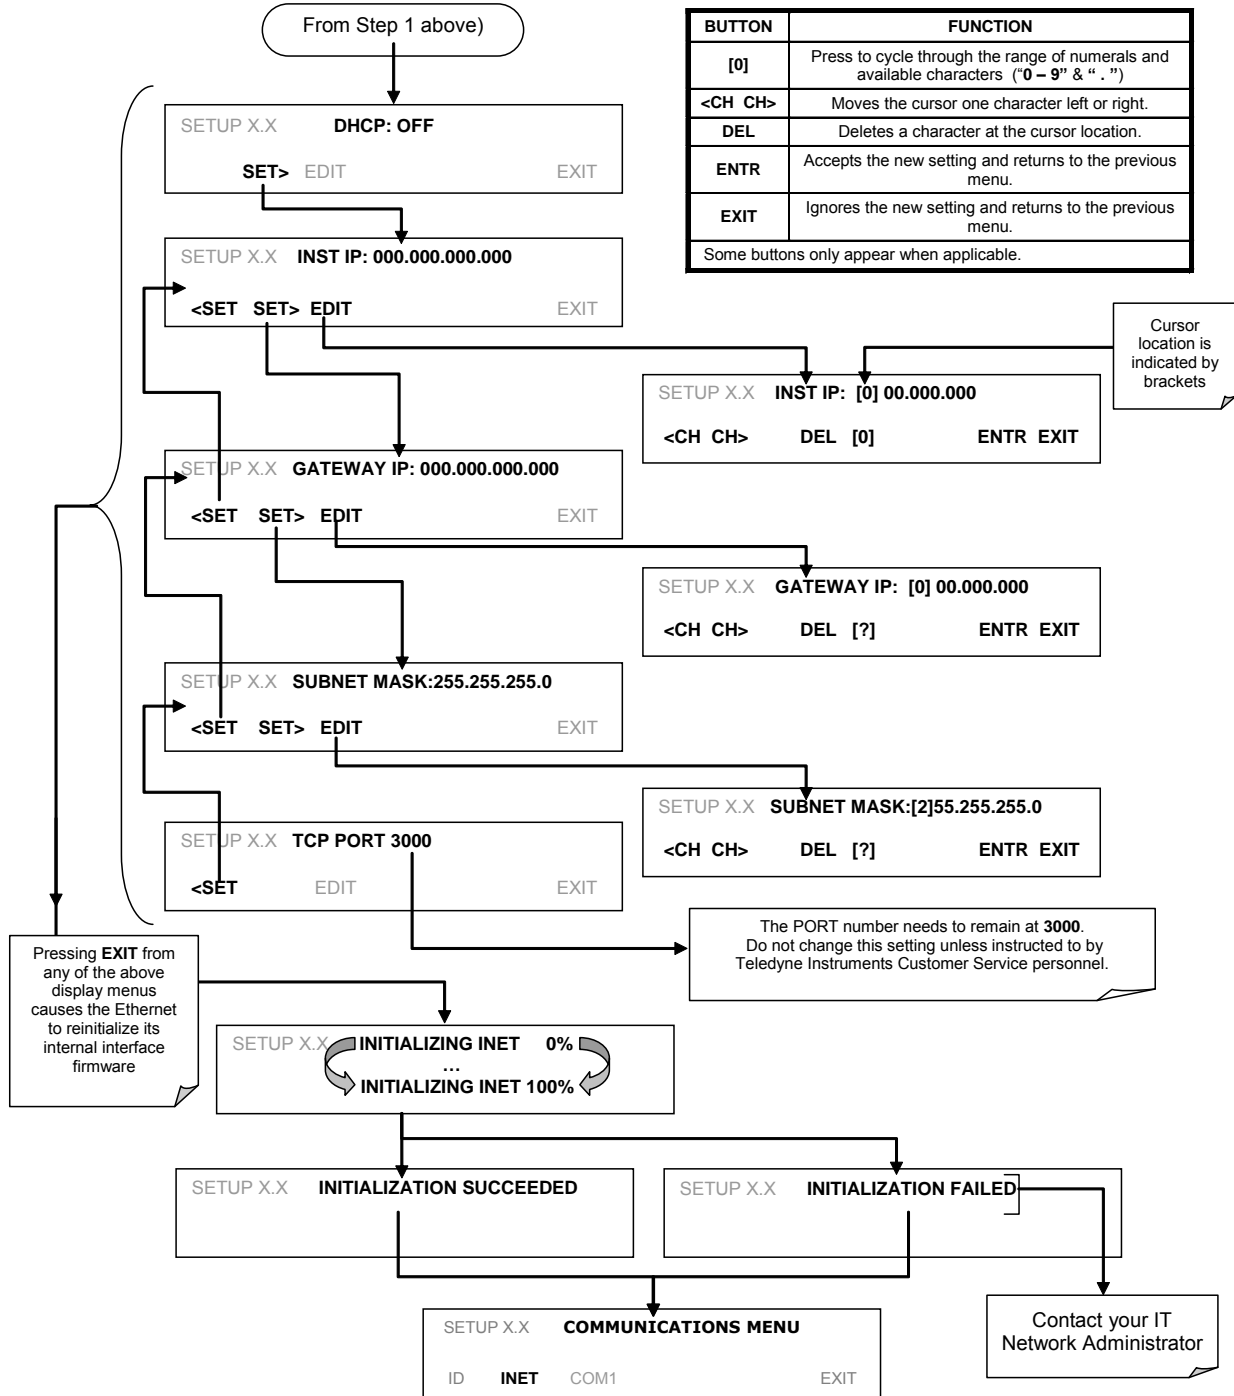 From Step 1 above)
BUTTON FUNCTION
[0] Press to cycle through the range of numerals and
available characters ("0 – 9" & " . ")
<CH CH> Moves the cursor one character left or right.
DEL Deletes a character at the cursor location.
ENTR Accepts the new setting and returns to the previous
menu.
EXIT Ignores the new setting and returns to the previous
menu.
Some buttons only appear when applicable.
SETUP X.X DHCP: OFF
SET> EDIT EXIT
SETUP X.X INST IP: 000.000.000.000
<SET SET> EDIT EXIT
Cursor
location is
indicated by
brackets
SETUP X.X INST IP: [0] 00.000.000
<CH CH> DEL [0] ENTR EXIT
SETUP X.X GATEWAY IP: 000.000.000.000
<SET SET> EDIT EXIT
SETUP X.X GATEWAY IP: [0] 00.000.000
<CH CH> DEL [?] ENTR EXIT
SETUP X.X SUBNET MASK:255.255.255.0
<SET SET> EDIT EXIT
SETUP X.X SUBNET MASK:[2]55.255.255.0
<CH CH> DEL [?] ENTR EXIT
SETUP X.X TCP PORT 3000
<SET EDIT EXIT
The PORT number needs to remain at 3000.
Do not change this setting unless instructed to by
Teledyne Instruments Customer Service personnel.
Pressing EXIT from
any of the above
display menus
causes the Ethernet
to reinitialize its
internal interface
firmware
SETUP X.X INITIALIZING INET 0%
...
INITIALIZING INET 100%
SETUP X.X INITIALIZATION SUCCEEDED
SETUP X.X INITIALIZATION FAILED
Contact your IT
Network Administrator
SETUP X.X COMMUNICATIONS MENU
ID INET COM1 EXIT